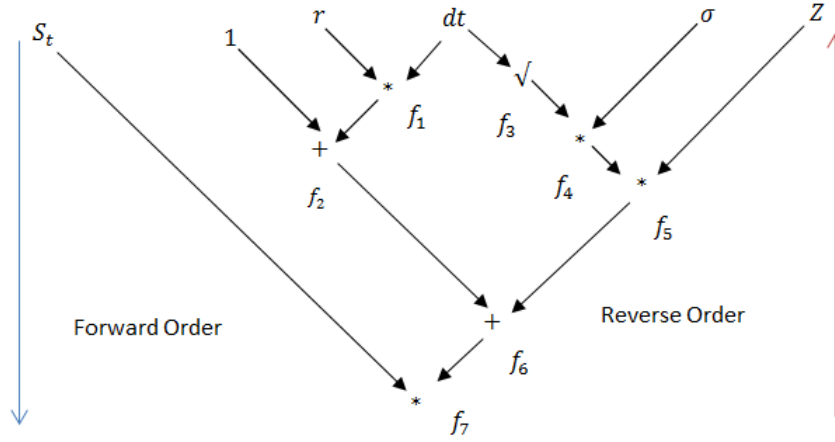 S_t 1 r dt σ Z
* √
f_1 f_3 *
+ f_4 *
f_2 f_5
Forward Order + Reverse Order
f_6
*
f_7